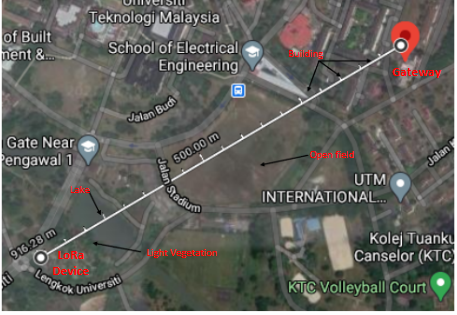 Universiti
Teknologi Malaysia
of Built
ment &...
School of Electrical
Engineering
Building
Gateway
Jalan Budi
Gate Near
Pengawal 1
500.00 m
Open field
Jalan Stadium
Lake
UTM
INTERNATIONAL...
Jalan
916.28 m
LoRa
Device
Light Vegetation
Lengkok Universiti
Kolej Tuanku
Canselor (KTC)
KTC Volleyball Court